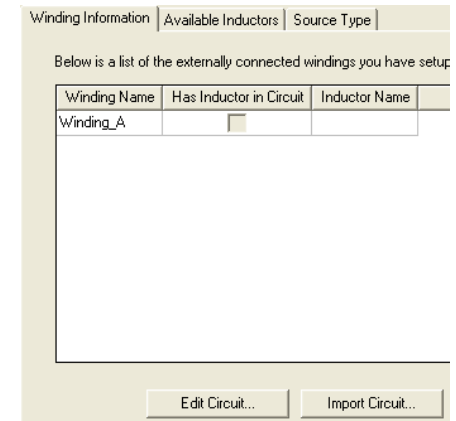 Winding Information Available Inductors Source Type
Below is a list of the externally connected windings you have setup
Winding Name Has Inductor in Circuit Inductor Name
Winding_A
Edit Circuit... Import Circuit...